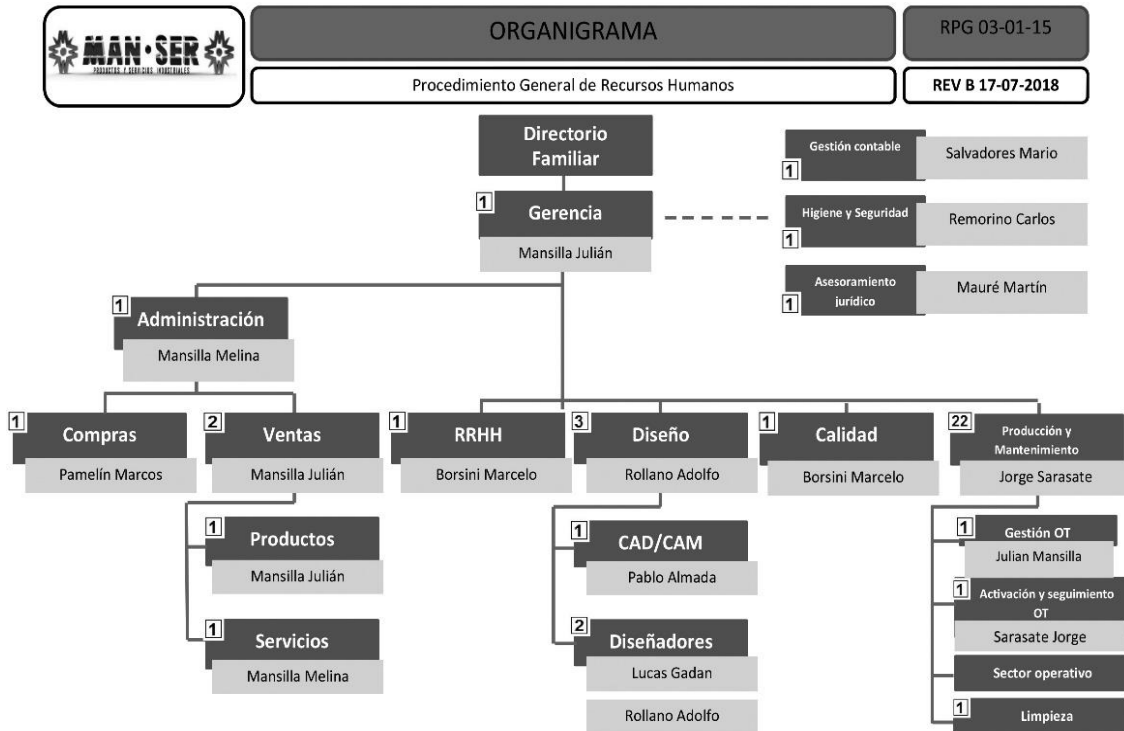 MAN·SER
PRODUCTOS Y SERVICIOS INDUSTRIALES
ORGANIGRAMA
RPG 03-01-15
Procedimiento General de Recursos Humanos
REV B 17-07-2018
Directorio
Familiar
1
Gerencia
Mansilla Julián
Gestión contable
1
Salvadores Mario
Higiene y Seguridad
1
Remorino Carlos
Asesoramiento
jurídico
1
Mauré Martín
1
Administración
Mansilla Melina
1
Compras
Pamelín Marcos
2
Ventas
Mansilla Julián
1
RRHH
Borsini Marcelo
3
Diseño
Rollano Adolfo
1
Calidad
Borsini Marcelo
22
Producción y
Mantenimiento
Jorge Sarasate
1
Productos
Mansilla Julián
1
Servicios
Mansilla Melina
1
CAD/CAM
Pablo Almada
2
Diseñadores
Lucas Gadan
Rollano Adolfo
1
Gestión OT
Julian Mansilla
1
Activación y seguimiento
OT
Sarasate Jorge
Sector operativo
1
Limpieza